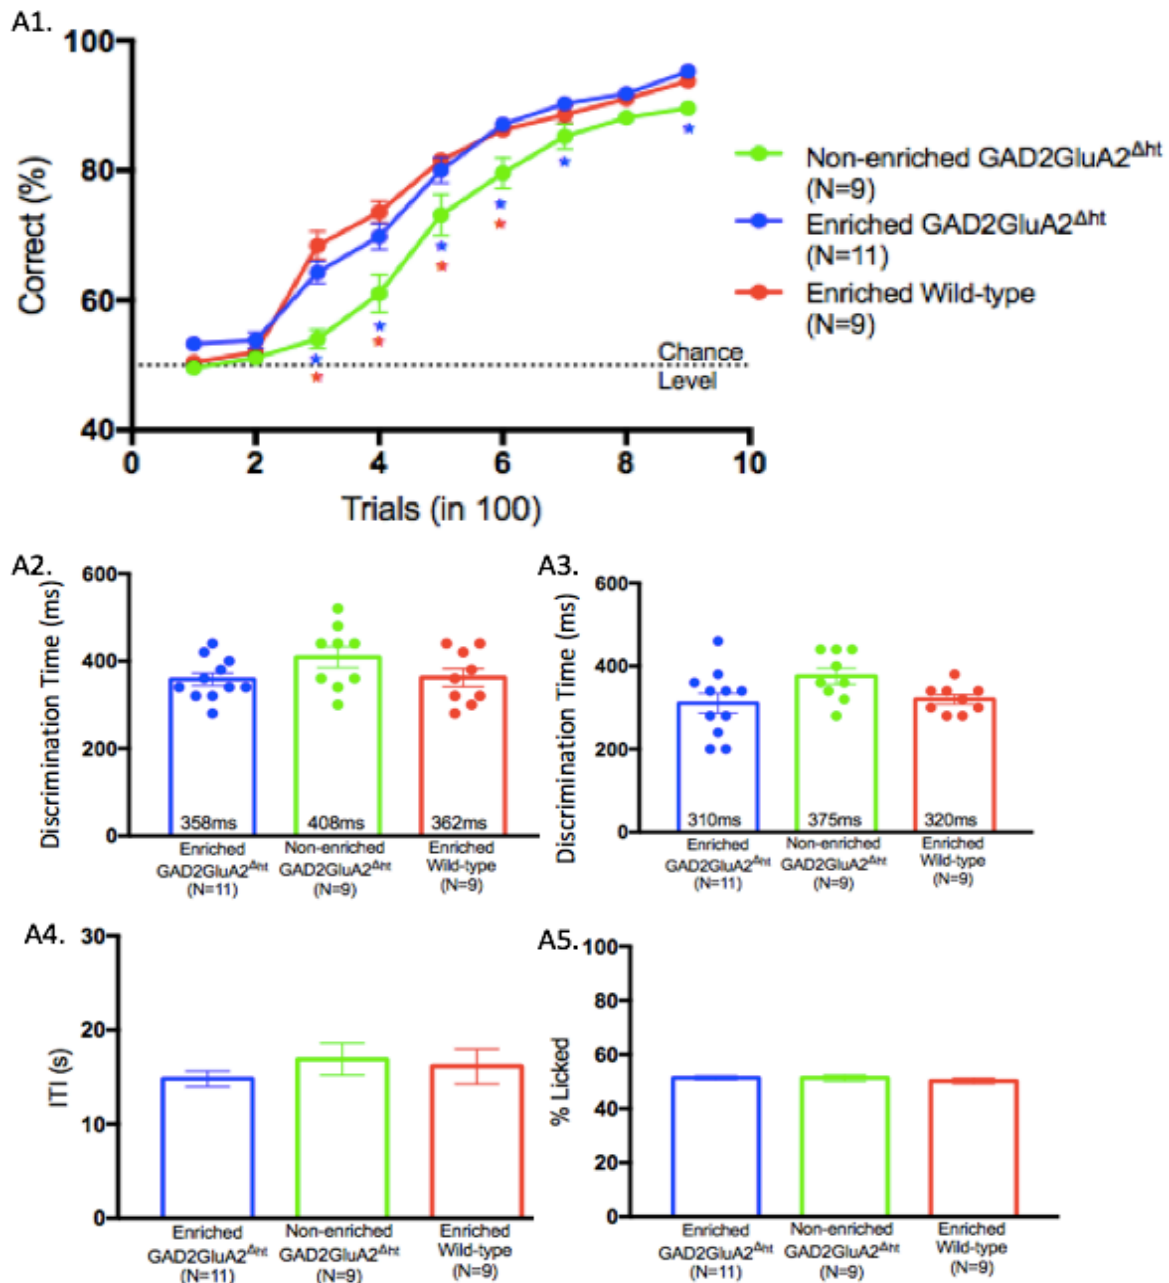 A1.
100
80
60
40
Correct (%)
0
2
4
6
8
10
Trials (in 100)
Chance
Level
Non-enriched GAD2GluA2^Δht
(N=9)
Enriched GAD2GluA2^Δht
(N=11)
Enriched Wild-type
(N=9)
A2.
Discrimination Time (ms)
600
400
200
0
358ms
408ms
362ms
Enriched
GAD2GluA2^Δht
(N=11)
Non-enriched
GAD2GluA2^Δht
(N=9)
Enriched
Wild-type
(N=9)
A3.
Discrimination Time (ms)
600
400
200
0
310ms
375ms
320ms
Enriched
GAD2GluA2^Δht
(N=11)
Non-enriched
GAD2GluA2^Δht
(N=9)
Enriched
Wild-type
(N=9)
A4.
ITI (s)
30
20
10
0
Enriched
GAD2GluA2^Δht
(N=11)
Non-enriched
GAD2GluA2^Δht
(N=9)
Enriched
Wild-type
(N=9)
A5.
% Licked
100
80
60
40
20
0
Enriched
GAD2GluA2^Δht
(N=11)
Non-enriched
GAD2GluA2^Δht
(N=9)
Enriched
Wild-type
(N=9)